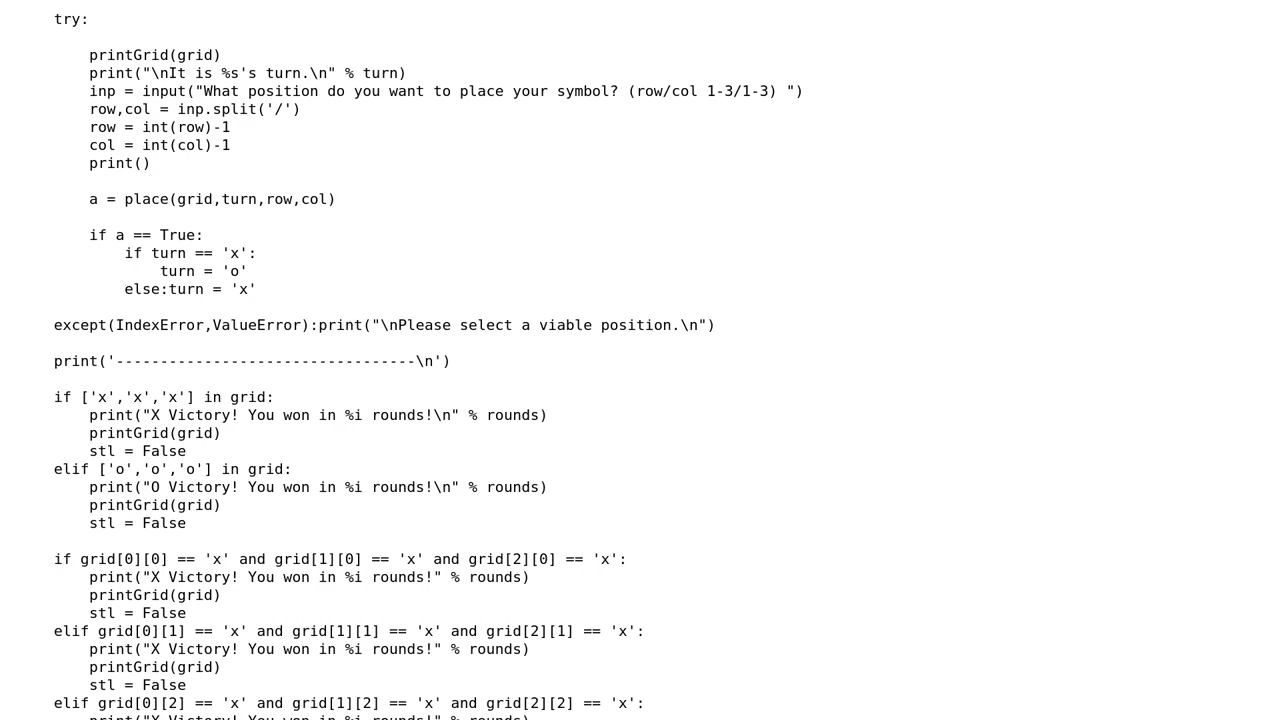 try:
printGrid(grid)
print("\nIt is %s's turn.\n" % turn)
inp = input("What position do you want to place your symbol? (row/col 1-3/1-3) ")
row,col = inp.split('/')
row = int(row)-1
col = int(col)-1
print()
a = place(grid,turn,row,col)
if a == True:
if turn == 'x':
turn = 'o'
else:turn = 'x'
except(IndexError,ValueError):print("\nPlease select a viable position.\n")
print('----------------------------------\n')
if ['x','x','x'] in grid:
print("X Victory! You won in %i rounds!\n" % rounds)
printGrid(grid)
stl = False
elif ['o','o','o'] in grid:
print("O Victory! You won in %i rounds!\n" % rounds)
printGrid(grid)
stl = False
if grid[0][0] == 'x' and grid[1][0] == 'x' and grid[2][0] == 'x':
print("X Victory! You won in %i rounds!" % rounds)
printGrid(grid)
stl = False
elif grid[0][1] == 'x' and grid[1][1] == 'x' and grid[2][1] == 'x':
print("X Victory! You won in %i rounds!" % rounds)
printGrid(grid)
stl = False
elif grid[0][2] == 'x' and grid[1][2] == 'x' and grid[2][2] == 'x':
print("X Victory! You won in %i rounds!" % rounds)